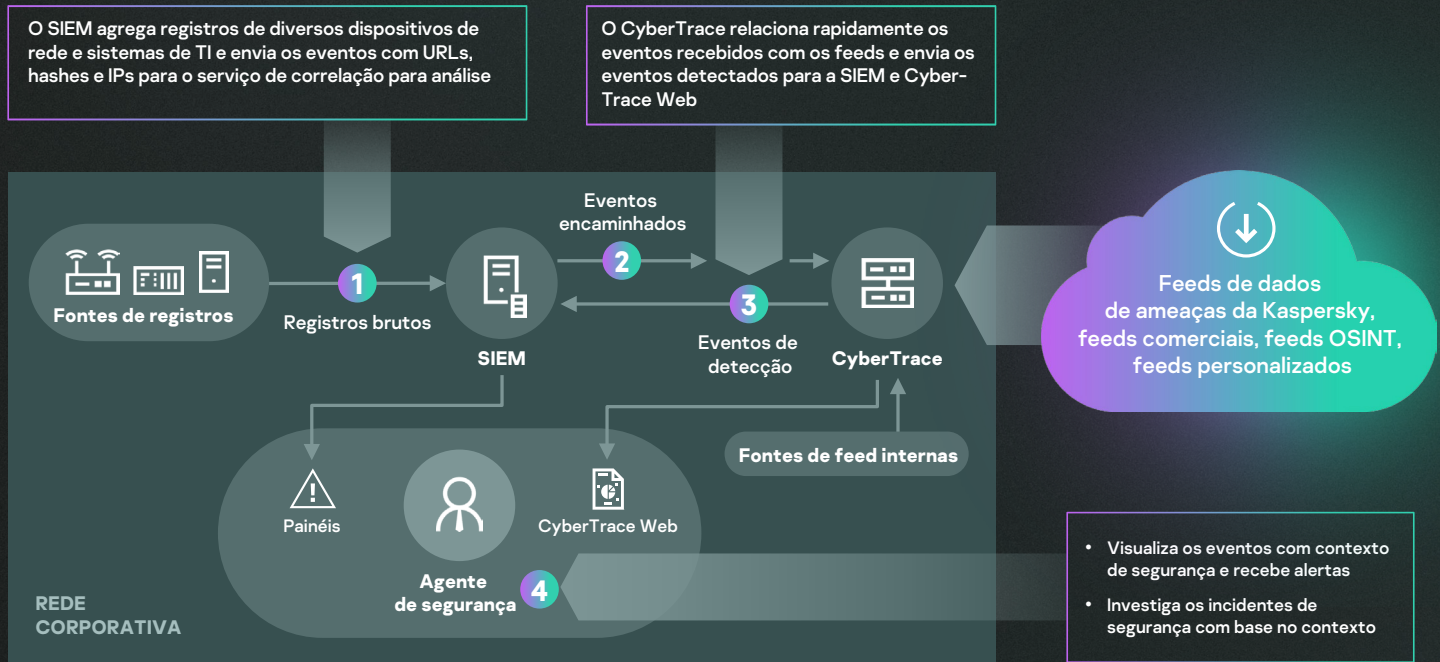 O SIEM agrega registros de diversos dispositivos de
rede e sistemas de TI e envia os eventos com URLs,
hashes e IPs para o serviço de correlação para análise
O CyberTrace relaciona rapidamente os
eventos recebidos com os feeds e envia os
eventos detectados para a SIEM e Cyber-
Trace Web
Eventos
encaminhados
2
1
3
Fontes de registros
Registros brutos
SIEM
Eventos de
detecção
CyberTrace
Feeds de dados
de ameaças da Kaspersky,
feeds comerciais, feeds OSINT,
feeds personalizados
Fontes de feed internas
Painéis
CyberTrace Web
Agente
de segurança
4
REDE
CORPORATIVA
• Visualiza os eventos com contexto
de segurança e recebe alertas
• Investiga os incidentes de
segurança com base no contexto